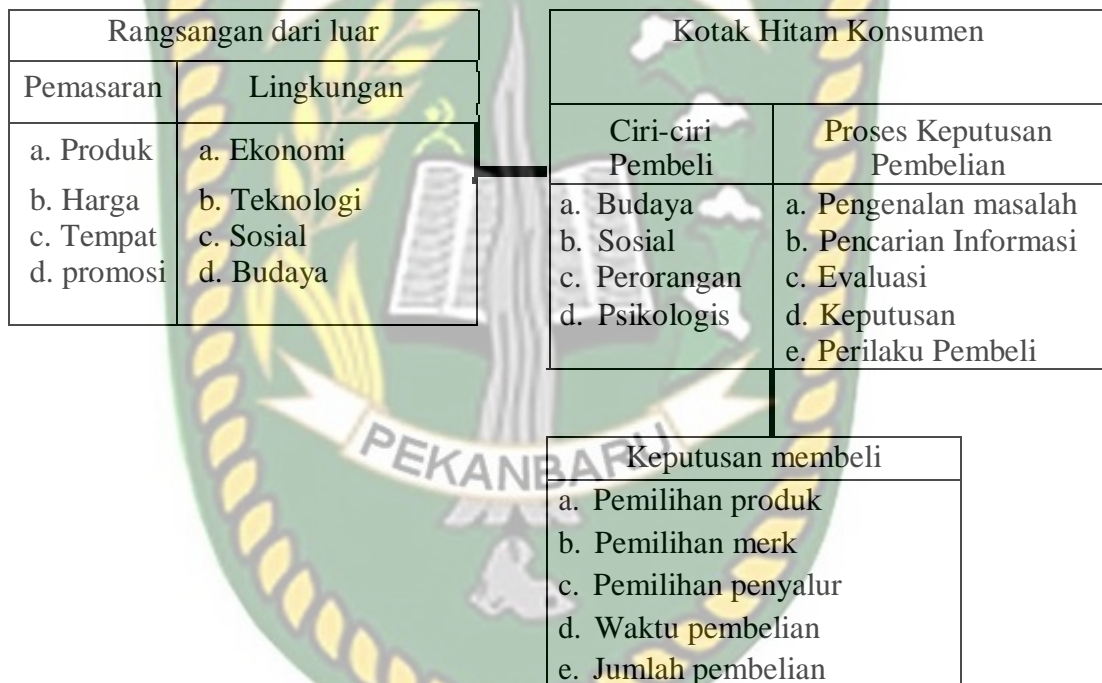 Rangsangan dari luar
Pemasaran
Lingkungan
a. Produk
b. Harga
c. Tempat
d. promosi
a. Ekonomi
b. Teknologi
c. Sosial
d. Budaya
Kotak Hitam Konsumen
Ciri-ciri
Pembeli
Proses Keputusan
Pembelian
a. Budaya
b. Sosial
c. Perorangan
d. Psikologis
a. Pengenalan masalah
b. Pencarian Informasi
c. Evaluasi
d. Keputusan
e. Perilaku Pembeli
PEKANBARU
Keputusan membeli
a. Pemilihan produk
b. Pemilihan merk
c. Pemilihan penyalur
d. Waktu pembelian
e. Jumlah pembelian